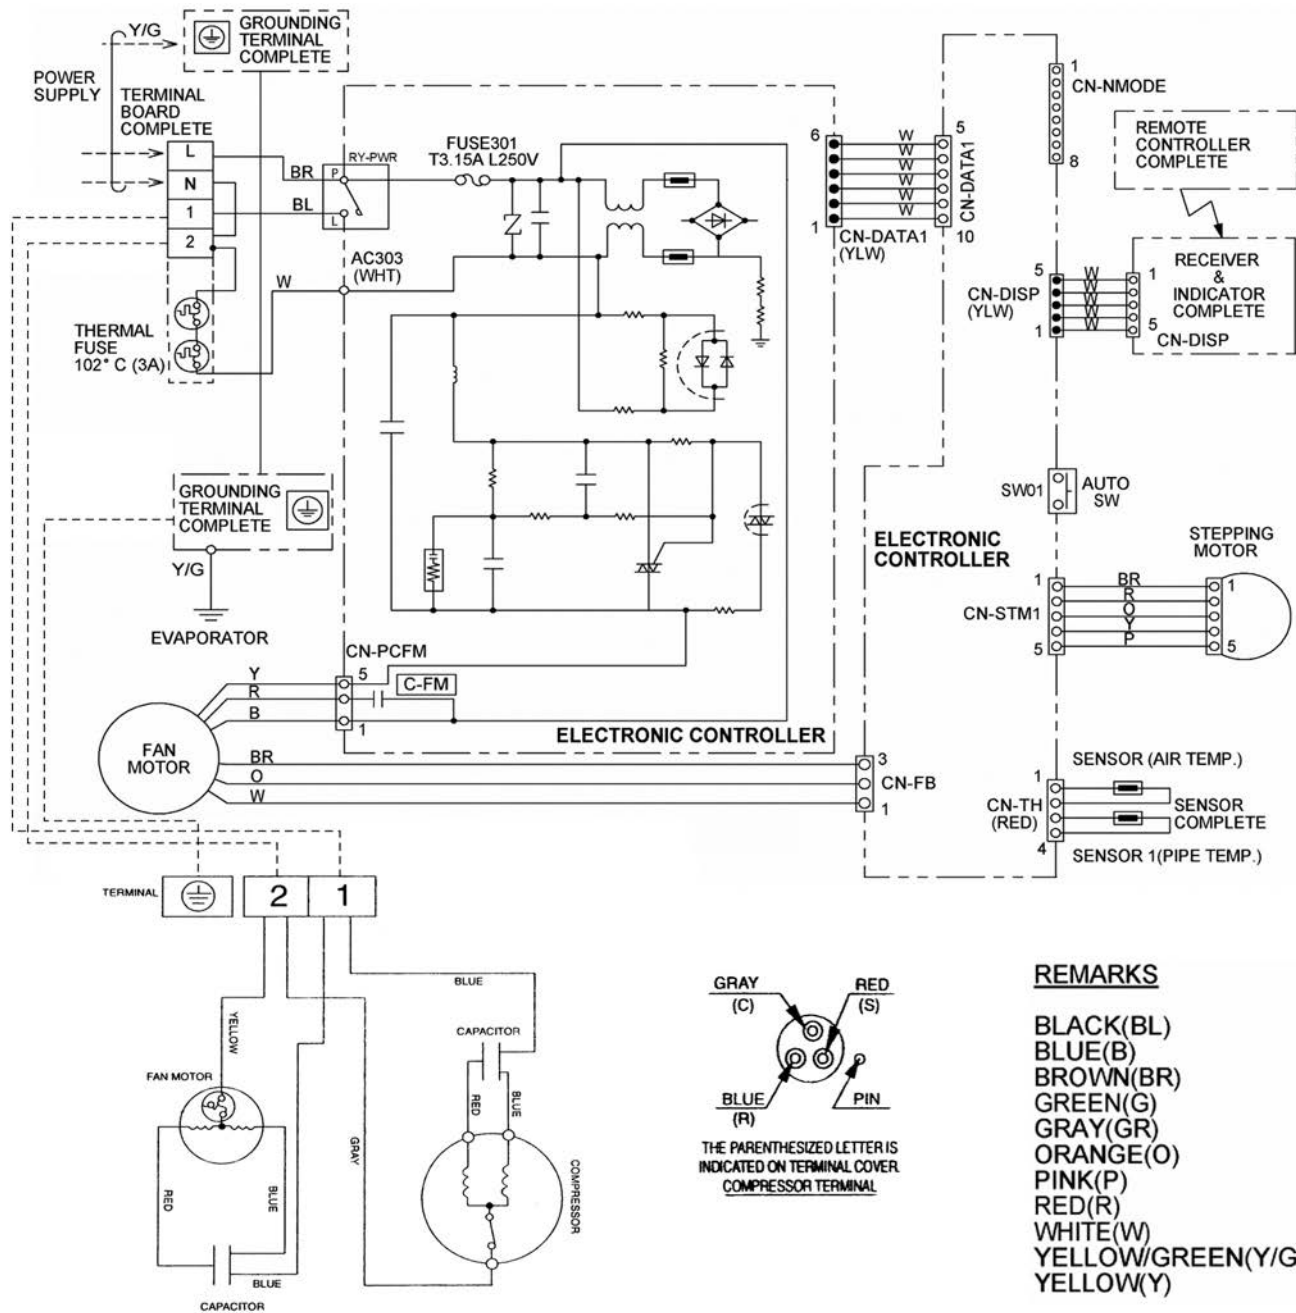 Y/G
GROUNDING
TERMINAL
COMPLETE
POWER
SUPPLY
TERMINAL
BOARD
COMPLETE
L
N
1
2
THERMAL
FUSE
102° C (3A)
BR
BL
W
RY-PWR
P
L
AC303
(WHT)
FUSE301
T3.15A L250V
6
1
W
W
W
W
W
W
CN-DATA1
(YLW)
5
CN-DATA1
10
1
CN-NMODE
8
REMOTE
CONTROLLER
COMPLETE
RECEIVER
&
INDICATOR
COMPLETE
5
CN-DISP
(YLW)
1
W
W
W
W
W
1
5
CN-DISP
GROUNDING
TERMINAL
COMPLETE
Y/G
EVAPORATOR
SW01
AUTO
SW
ELECTRONIC
CONTROLLER
STEPPING
MOTOR
1
CN-STM1
5
BR
R
O
Y
P
1
5
CN-PCFM
5
1
C-FM
Y
R
B
FAN
MOTOR
ELECTRONIC CONTROLLER
BR
O
W
3
CN-FB
1
SENSOR (AIR TEMP.)
1
CN-TH
(RED)
4
SENSOR
COMPLETE
SENSOR 1(PIPE TEMP.)
TERMINAL
2
1
YELLOW
FAN MOTOR
RED
BLUE
BLUE
CAPACITOR
GRAY
BLUE
CAPACITOR
RED
BLUE
COMPRESSOR
GRAY
(C)
RED
(S)
BLUE
(R)
PIN
THE PARENTHESIZED LETTER IS
INDICATED ON TERMINAL COVER.
COMPRESSOR TERMINAL
REMARKS
BLACK(BL)
BLUE(B)
BROWN(BR)
GREEN(G)
GRAY(GR)
ORANGE(O)
PINK(P)
RED(R)
WHITE(W)
YELLOW/GREEN(Y/G
YELLOW(Y)